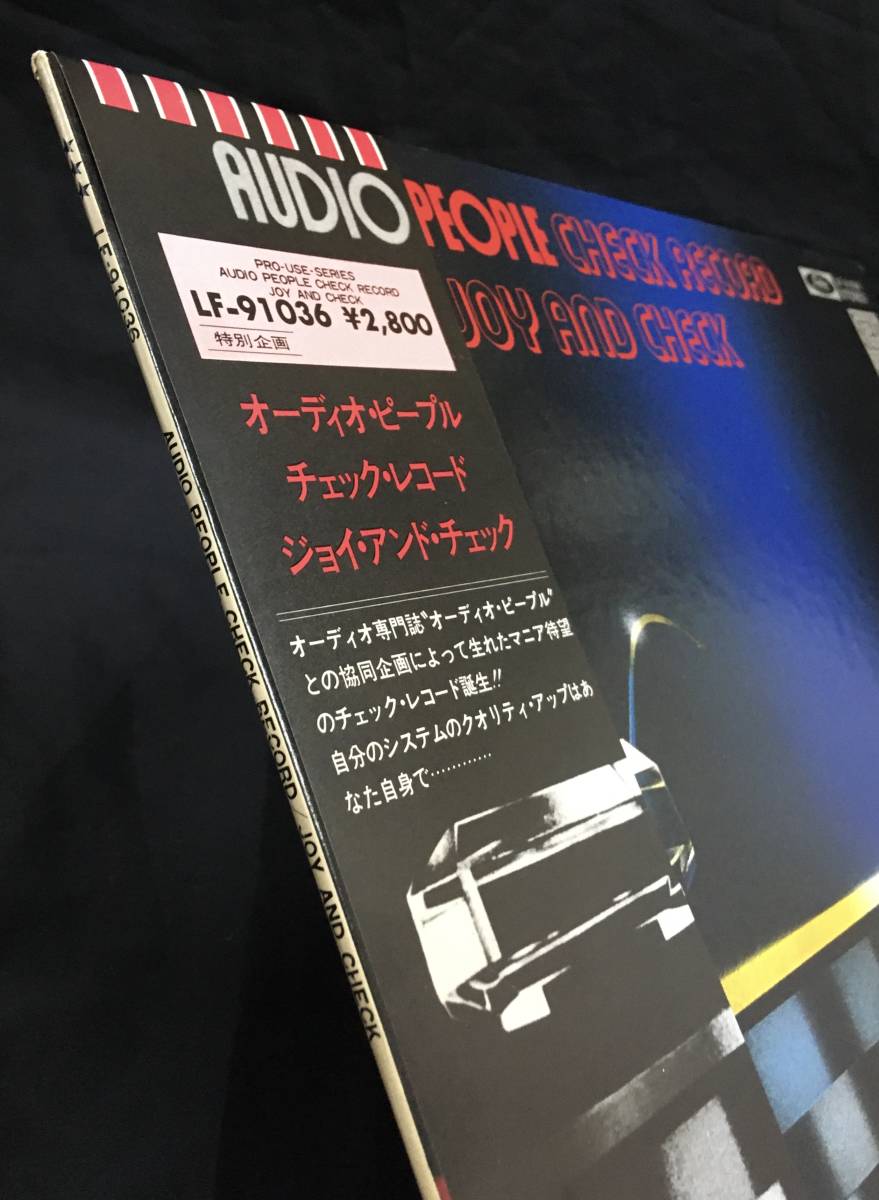 AUDIO PEOPLE CHECK RECORD
JOY AND CHECK
PRO-USE-SERIES
AUDIO PEOPLE CHECK RECORD
JOY AND CHECK
LF-91036 ¥2,800
特別企画
オーディオ・ピープル
チェック・レコード
ジョイ・アンド・チェック
オーディオ専門誌“オーディオ・ピープル”
との協同企画によって生れたマニア待望
のチェック・レコード誕生!!
自分のシステムのクオリティ・アップはあ
なた自身で…………
★★★ LF-91036 AUDIO PEOPLE CHECK RECORD/JOY AND CHECK